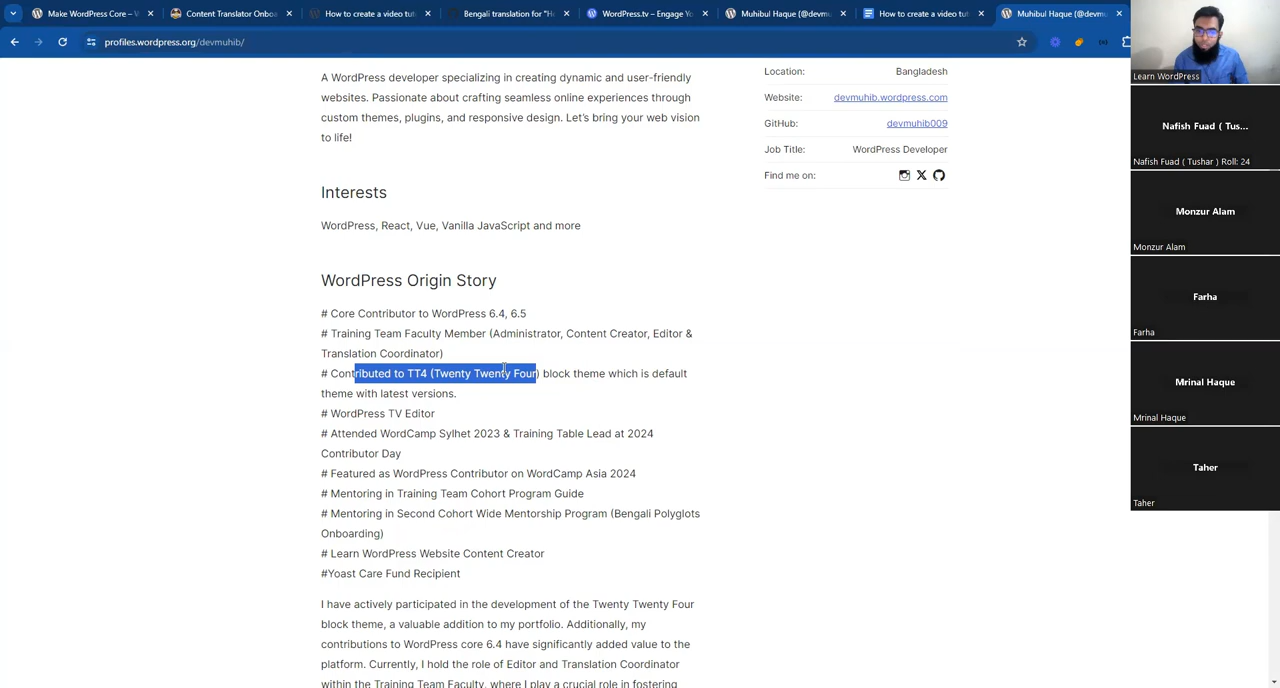 Make WordPress Core – W
Content Translator Onboa
How to create a video tut
Bengali translation for "He
WordPress.tv – Engage Yo
Muhibul Haque (@devmu
How to create a video tut
Muhibul Haque (@devmu
profiles.wordpress.org/devmuhib/
A WordPress developer specializing in creating dynamic and user-friendly
websites. Passionate about crafting seamless online experiences through
custom themes, plugins, and responsive design. Let's bring your web vision
to life!
Interests
WordPress, React, Vue, Vanilla JavaScript and more
WordPress Origin Story
# Core Contributor to WordPress 6.4, 6.5
# Training Team Faculty Member (Administrator, Content Creator, Editor &
Translation Coordinator)
# Contributed to TT4 (Twenty Twenty Four) block theme which is default
theme with latest versions.
# WordPress TV Editor
# Attended WordCamp Sylhet 2023 & Training Table Lead at 2024
Contributor Day
# Featured as WordPress Contributor on WordCamp Asia 2024
# Mentoring in Training Team Cohort Program Guide
# Mentoring in Second Cohort Wide Mentorship Program (Bengali Polyglots
Onboarding)
# Learn WordPress Website Content Creator
#Yoast Care Fund Recipient
I have actively participated in the development of the Twenty Twenty Four
block theme, a valuable addition to my portfolio. Additionally, my
contributions to WordPress core 6.4 have significantly added value to the
platform. Currently, I hold the role of Editor and Translation Coordinator
within the Training Team Faculty, where I play a crucial role in fostering
Location: Bangladesh
Website: devmuhib.wordpress.com
GitHub: devmuhib009
Job Title: WordPress Developer
Find me on:
Learn WordPress
Nafish Fuad ( Tus...
Nafish Fuad ( Tushar ) Roll: 24
Monzur Alam
Monzur Alam
Farha
Farha
Mrinal Haque
Mrinal Haque
Taher
Taher